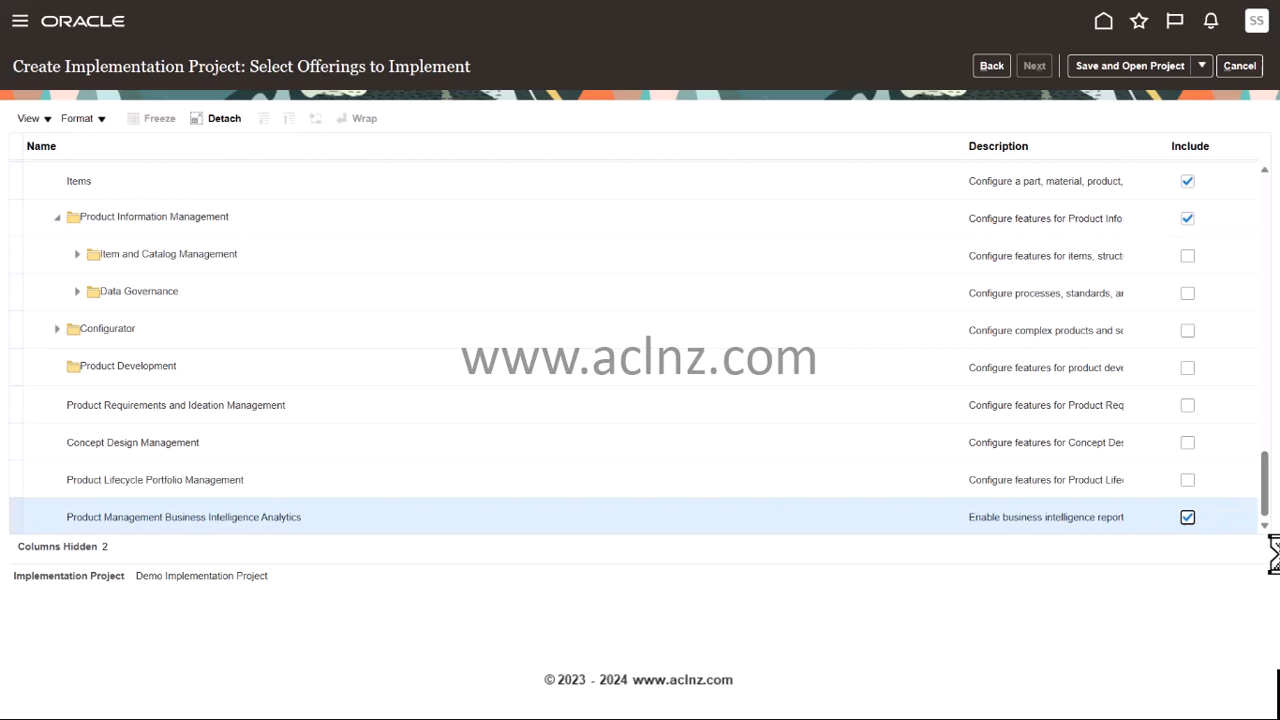 ORACLE
SS
Create Implementation Project: Select Offerings to Implement
Back Next Save and Open Project Cancel
View Format Freeze Detach Wrap
Name Description Include
Items Configure a part, material, product,
Product Information Management Configure features for Product Info
Item and Catalog Management Configure features for items, struct
Data Governance Configure processes, standards, ar
Configurator Configure complex products and se
www.aclnz.com
Product Development Configure features for product deve
Product Requirements and Ideation Management Configure features for Product Req
Concept Design Management Configure features for Concept Des
Product Lifecycle Portfolio Management Configure features for Product Life
Product Management Business Intelligence Analytics Enable business intelligence report
Columns Hidden 2
Implementation Project Demo Implementation Project
© 2023 - 2024 www.aclnz.com